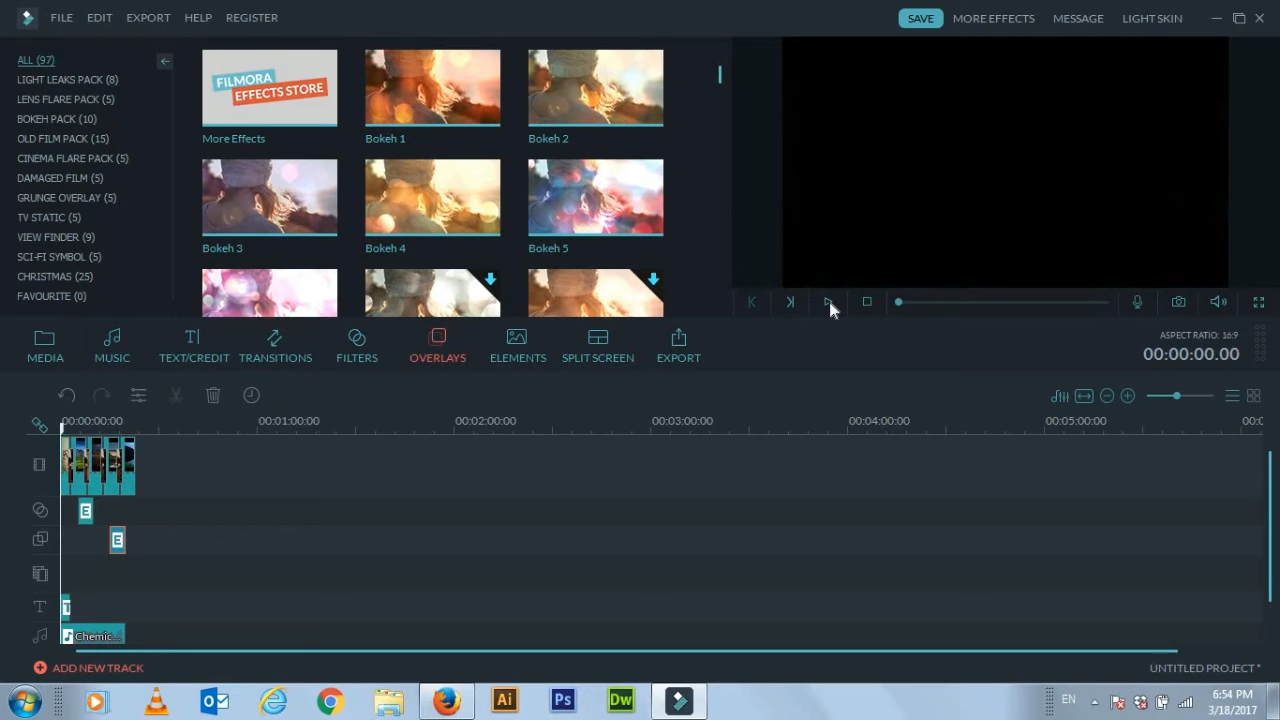 FILE EDIT EXPORT HELP REGISTER SAVE MORE EFFECTS MESSAGE LIGHT SKIN
ALL (97)
LIGHT LEAKS PACK (8)
LENS FLARE PACK (5)
BOKEH PACK (10)
OLD FILM PACK (15)
CINEMA FLARE PACK (5)
DAMAGED FILM (5)
GRUNGE OVERLAY (5)
TV STATIC (5)
VIEW FINDER (9)
SCI-FI SYMBOL (5)
CHRISTMAS (25)
FAVOURITE (0)
FILMORA
EFFECTS STORE
More Effects Bokeh 1 Bokeh 2
Bokeh 3 Bokeh 4 Bokeh 5
MEDIA MUSIC TEXT/CREDIT TRANSITIONS FILTERS OVERLAYS ELEMENTS SPLIT SCREEN EXPORT
ASPECT RATIO: 16:9
00:00:00.00
00:00:00:00 00:01:00:00 00:02:00:00 00:03:00:00 00:04:00:00 00:05:00:00 00:0
E
E
T
T
Chemic...
ADD NEW TRACK UNTITLED PROJECT *
Ai Ps Dw EN 6:54 PM
3/18/2017